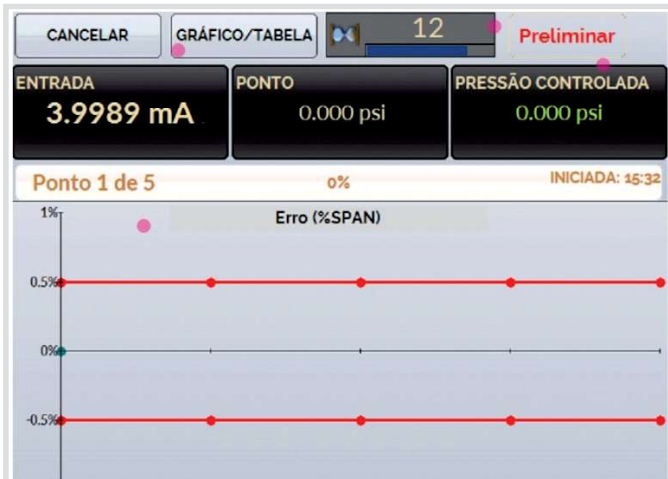 CANCELAR
GRÁFICO/TABELA
12
Preliminar
ENTRADA
3.9989 mA
PONTO
0.000 psi
PRESSÃO CONTROLADA
0.000 psi
Ponto 1 de 5
0%
INICIADA: 15:32
Erro (%SPAN)
1%
0.5%
0%
-0.5%